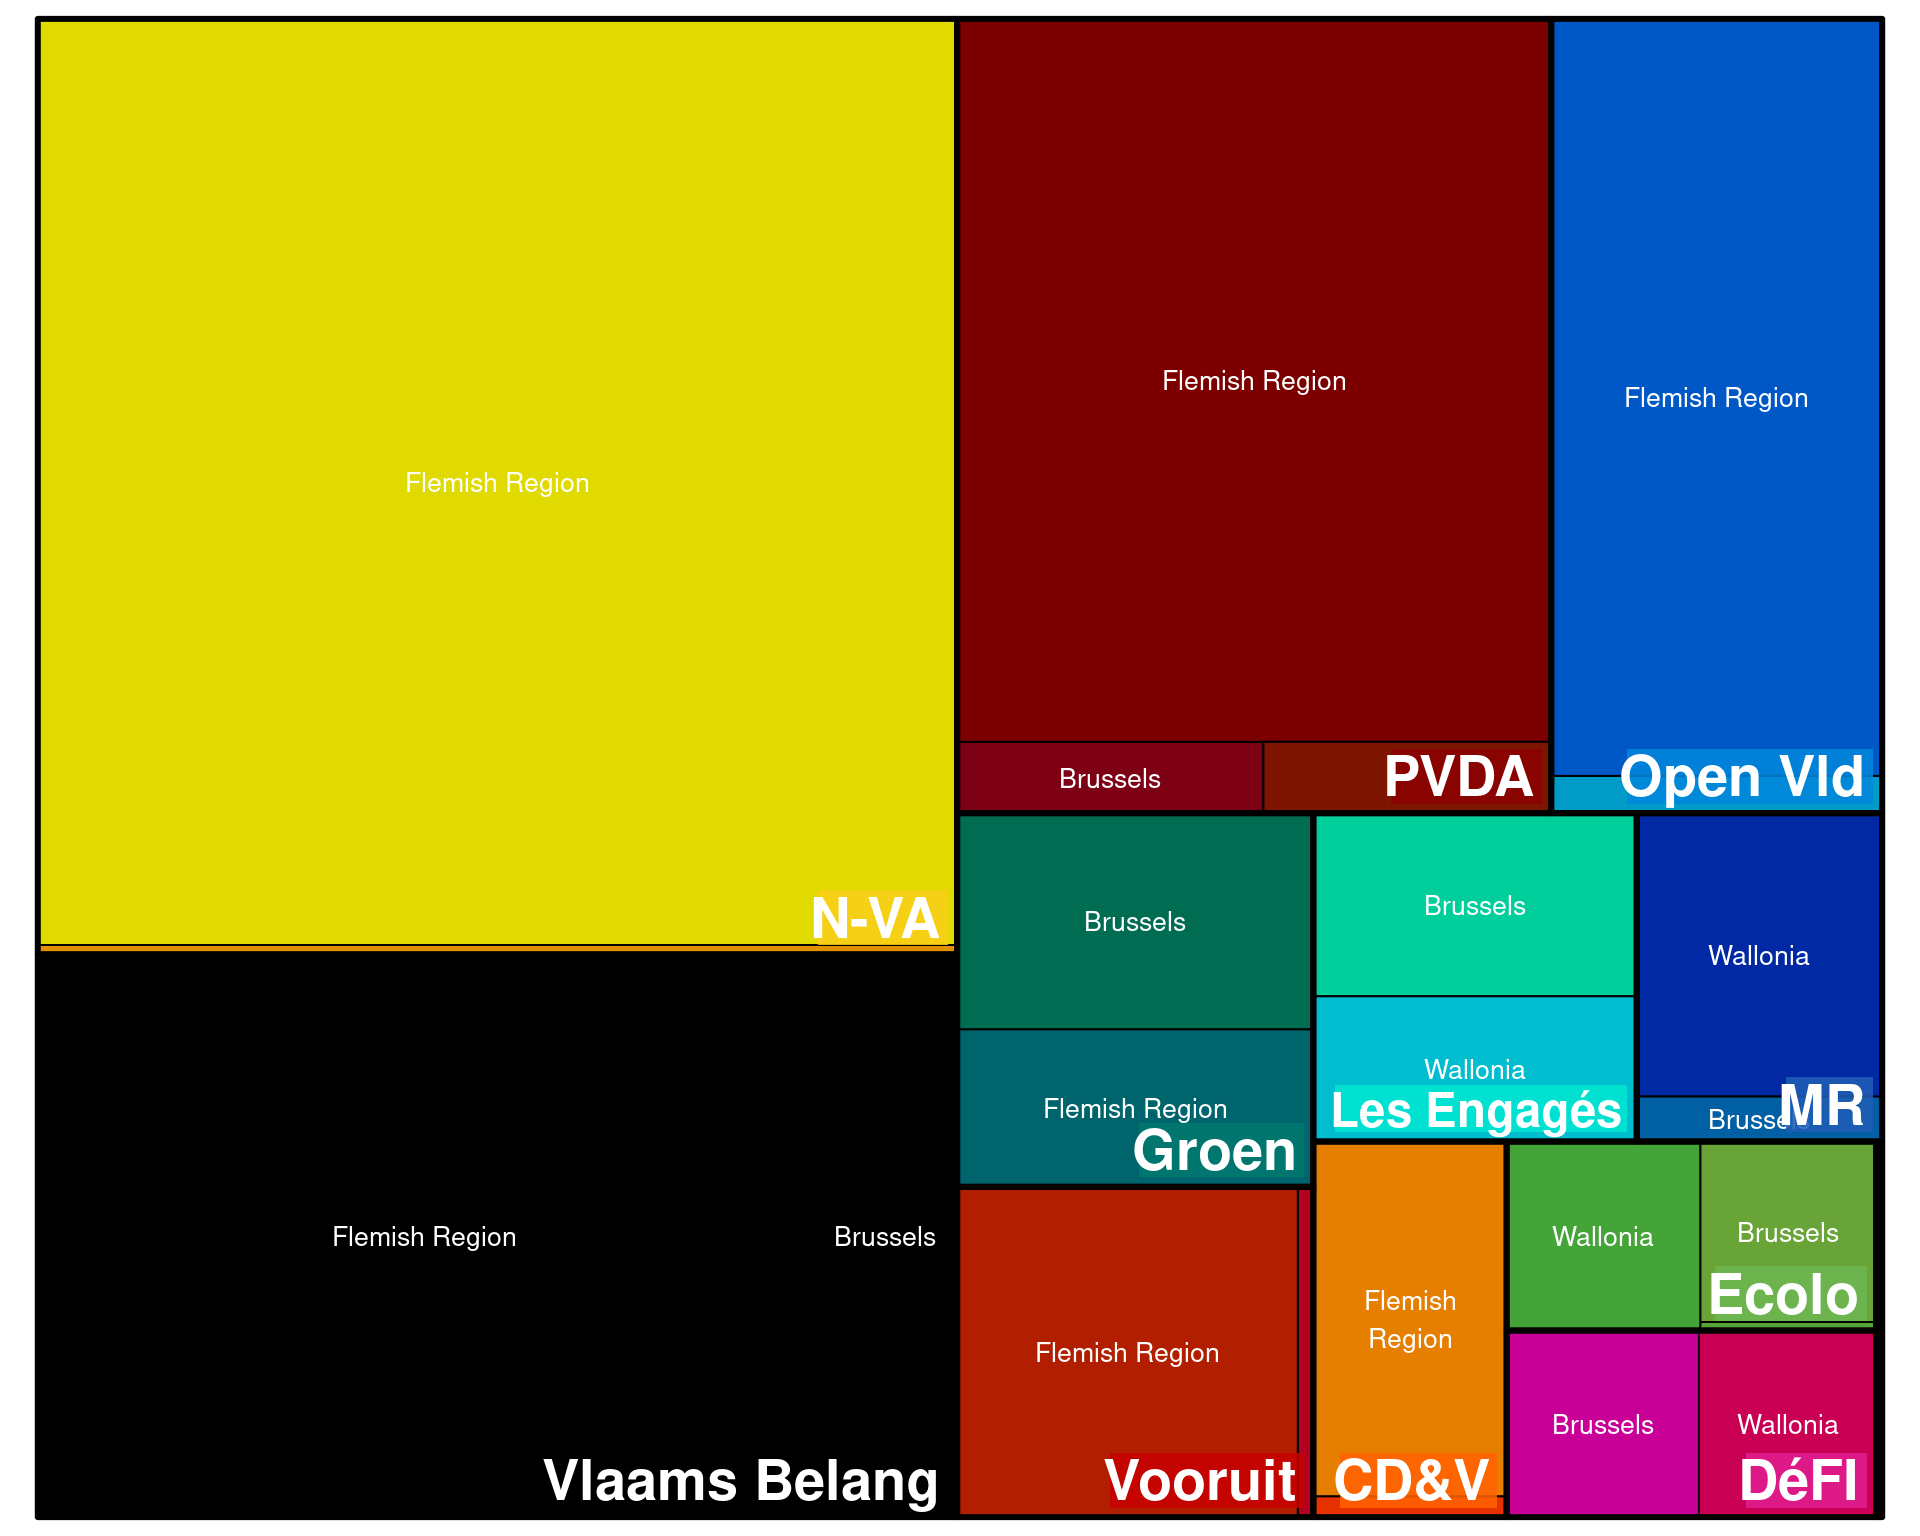 Flemish Region
N-VA
Flemish Region
Brussels
Vlaams Belang
Flemish Region
Brussels
PVDA
Flemish Region
Open Vld
Brussels
Flemish Region
Groen
Brussels
Wallonia
Les Engagés
Wallonia
Brussels
MR
Flemish Region
Vooruit
Flemish
Region
CD&V
Wallonia
Brussels
Ecolo
Brussels
Wallonia
DéFI